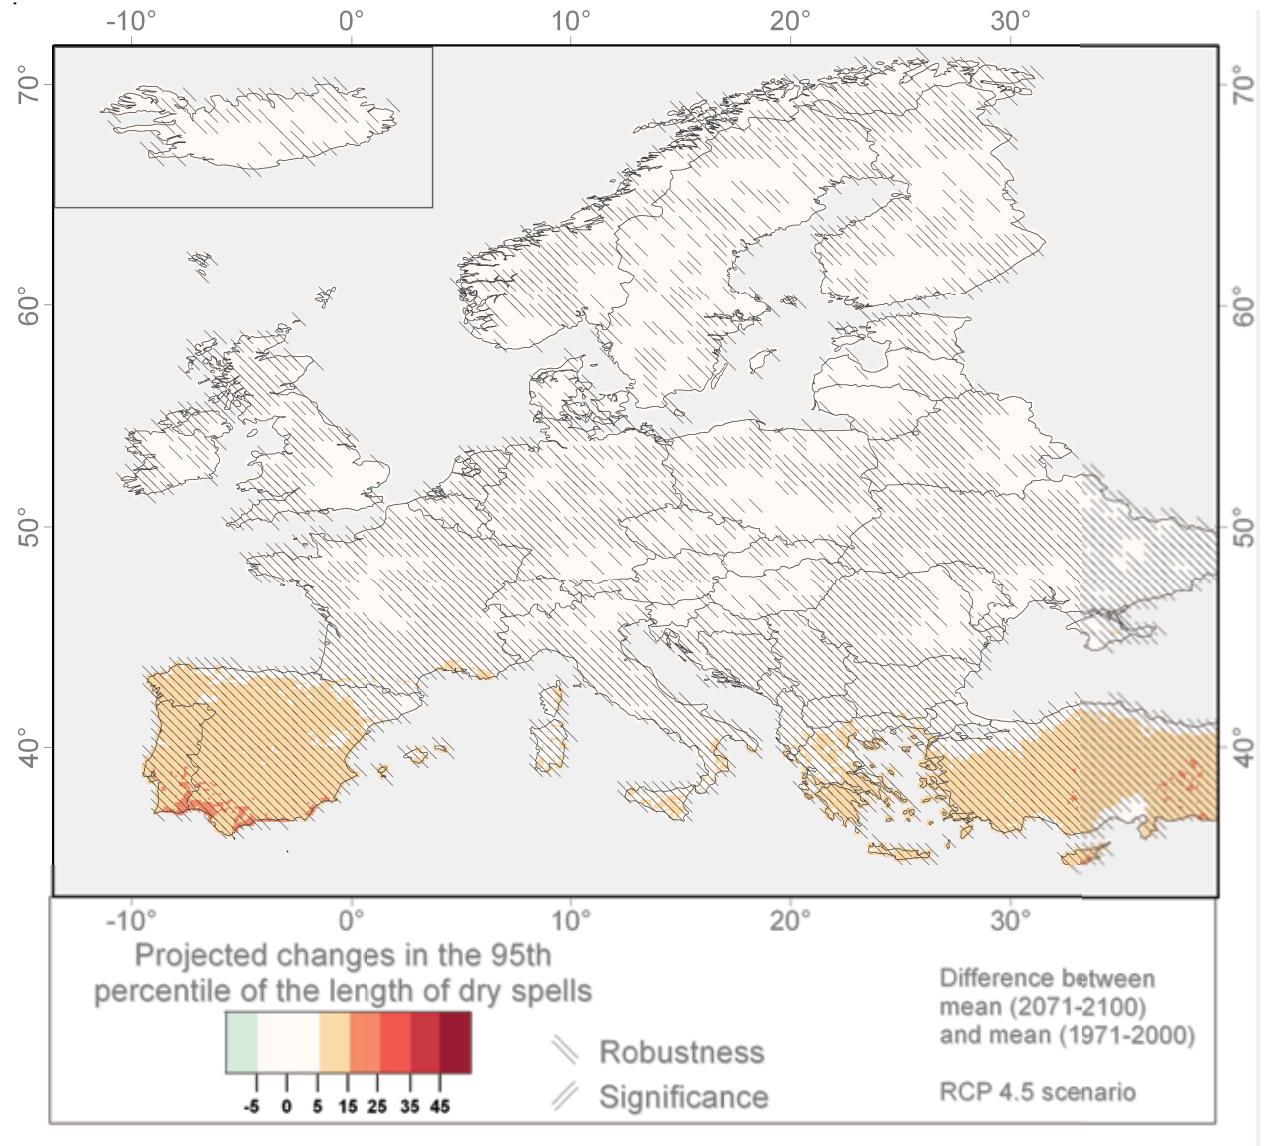 -10° 0° 10° 20° 30°
70° 70°
60° 60°
50° 50°
40° 40°
-10° 0° 10° 20° 30°
Projected changes in the 95th
percentile of the length of dry spells
-5 0 5 15 25 35 45
Robustness
Significance
Difference between
mean (2071-2100)
and mean (1971-2000)
RCP 4.5 scenario